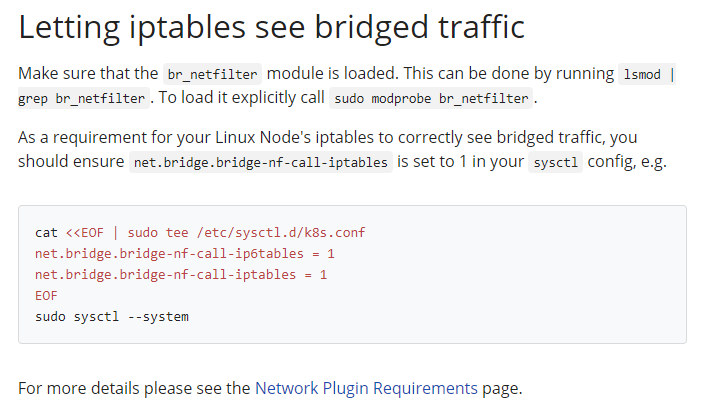 Letting iptables see bridged traffic
Make sure that the br_netfilter module is loaded. This can be done by running lsmod |
grep br_netfilter. To load it explicitly call sudo modprobe br_netfilter.
As a requirement for your Linux Node's iptables to correctly see bridged traffic, you
should ensure net.bridge.bridge-nf-call-iptables is set to 1 in your sysctl config, e.g.
cat <<EOF | sudo tee /etc/sysctl.d/k8s.conf
net.bridge.bridge-nf-call-ip6tables = 1
net.bridge.bridge-nf-call-iptables = 1
EOF
sudo sysctl --system
For more details please see the Network Plugin Requirements page.